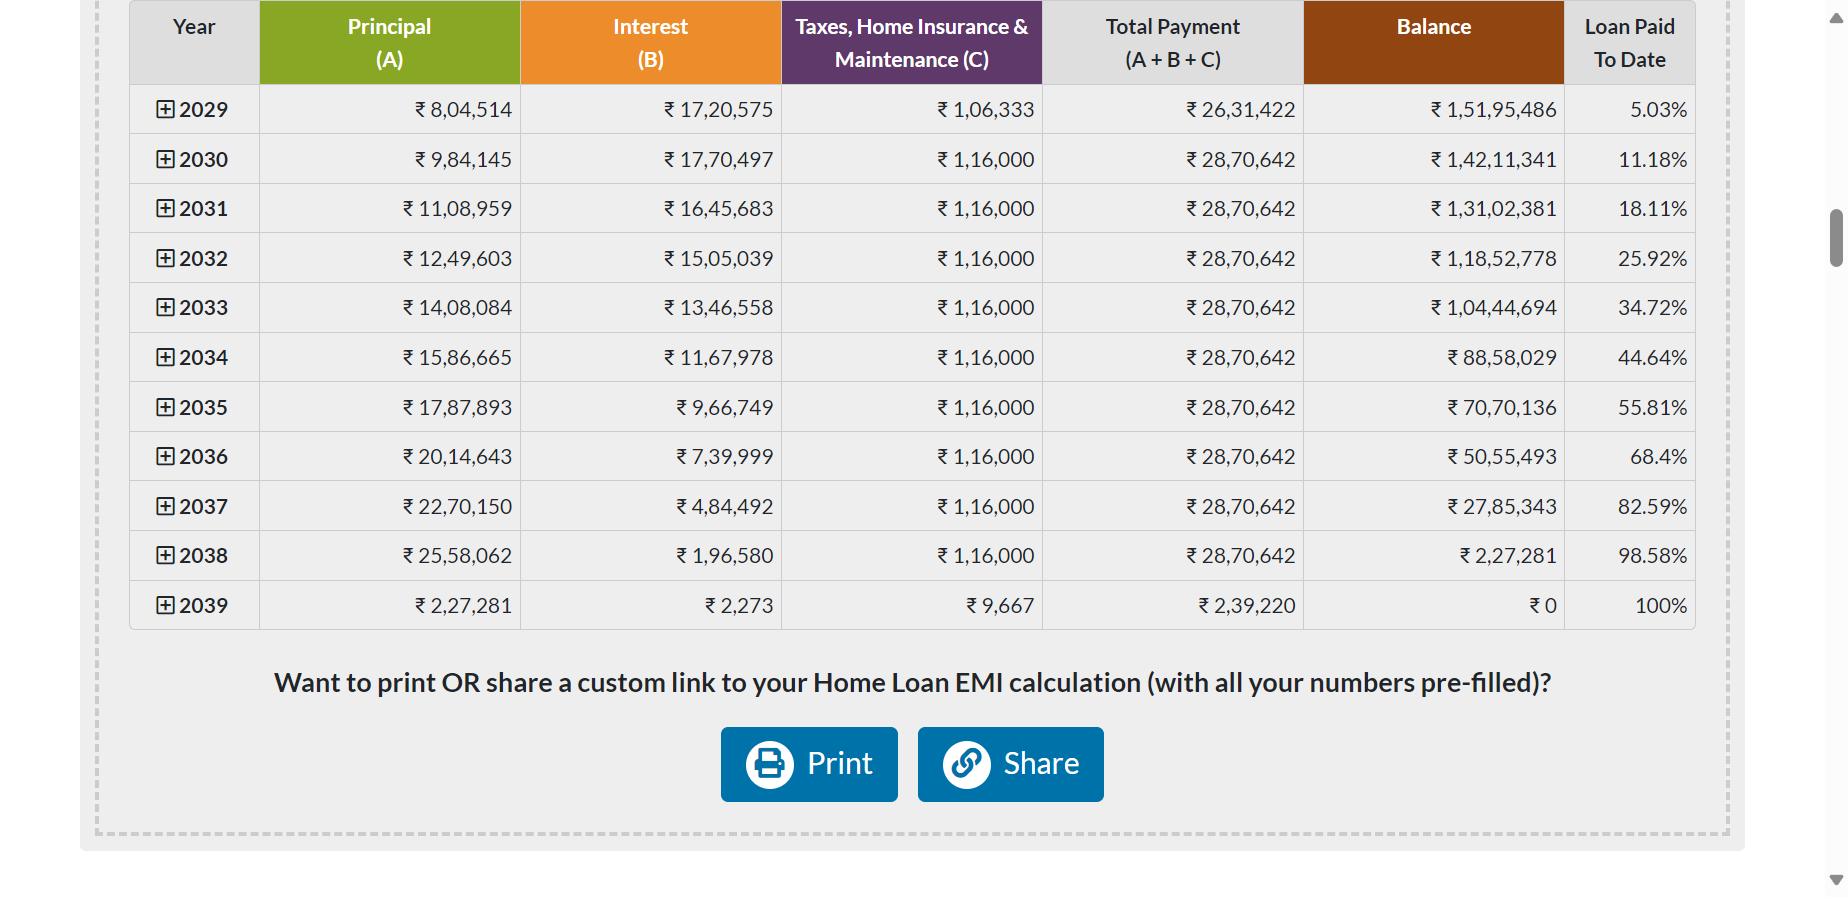 Year Principal (A) Interest (B) Taxes, Home Insurance & Maintenance (C) Total Payment (A + B + C) Balance Loan Paid To Date
2029 ₹ 8,04,514 ₹ 17,20,575 ₹ 1,06,333 ₹ 26,31,422 ₹ 1,51,95,486 5.03%
2030 ₹ 9,84,145 ₹ 17,70,497 ₹ 1,16,000 ₹ 28,70,642 ₹ 1,42,11,341 11.18%
2031 ₹ 11,08,959 ₹ 16,45,683 ₹ 1,16,000 ₹ 28,70,642 ₹ 1,31,02,381 18.11%
2032 ₹ 12,49,603 ₹ 15,05,039 ₹ 1,16,000 ₹ 28,70,642 ₹ 1,18,52,778 25.92%
2033 ₹ 14,08,084 ₹ 13,46,558 ₹ 1,16,000 ₹ 28,70,642 ₹ 1,04,44,694 34.72%
2034 ₹ 15,86,665 ₹ 11,67,978 ₹ 1,16,000 ₹ 28,70,642 ₹ 88,58,029 44.64%
2035 ₹ 17,87,893 ₹ 9,66,749 ₹ 1,16,000 ₹ 28,70,642 ₹ 70,70,136 55.81%
2036 ₹ 20,14,643 ₹ 7,39,999 ₹ 1,16,000 ₹ 28,70,642 ₹ 50,55,493 68.4%
2037 ₹ 22,70,150 ₹ 4,84,492 ₹ 1,16,000 ₹ 28,70,642 ₹ 27,85,343 82.59%
2038 ₹ 25,58,062 ₹ 1,96,580 ₹ 1,16,000 ₹ 28,70,642 ₹ 2,27,281 98.58%
2039 ₹ 2,27,281 ₹ 2,273 ₹ 9,667 ₹ 2,39,220 ₹ 0 100%
Want to print OR share a custom link to your Home Loan EMI calculation (with all your numbers pre-filled)?
Print Share